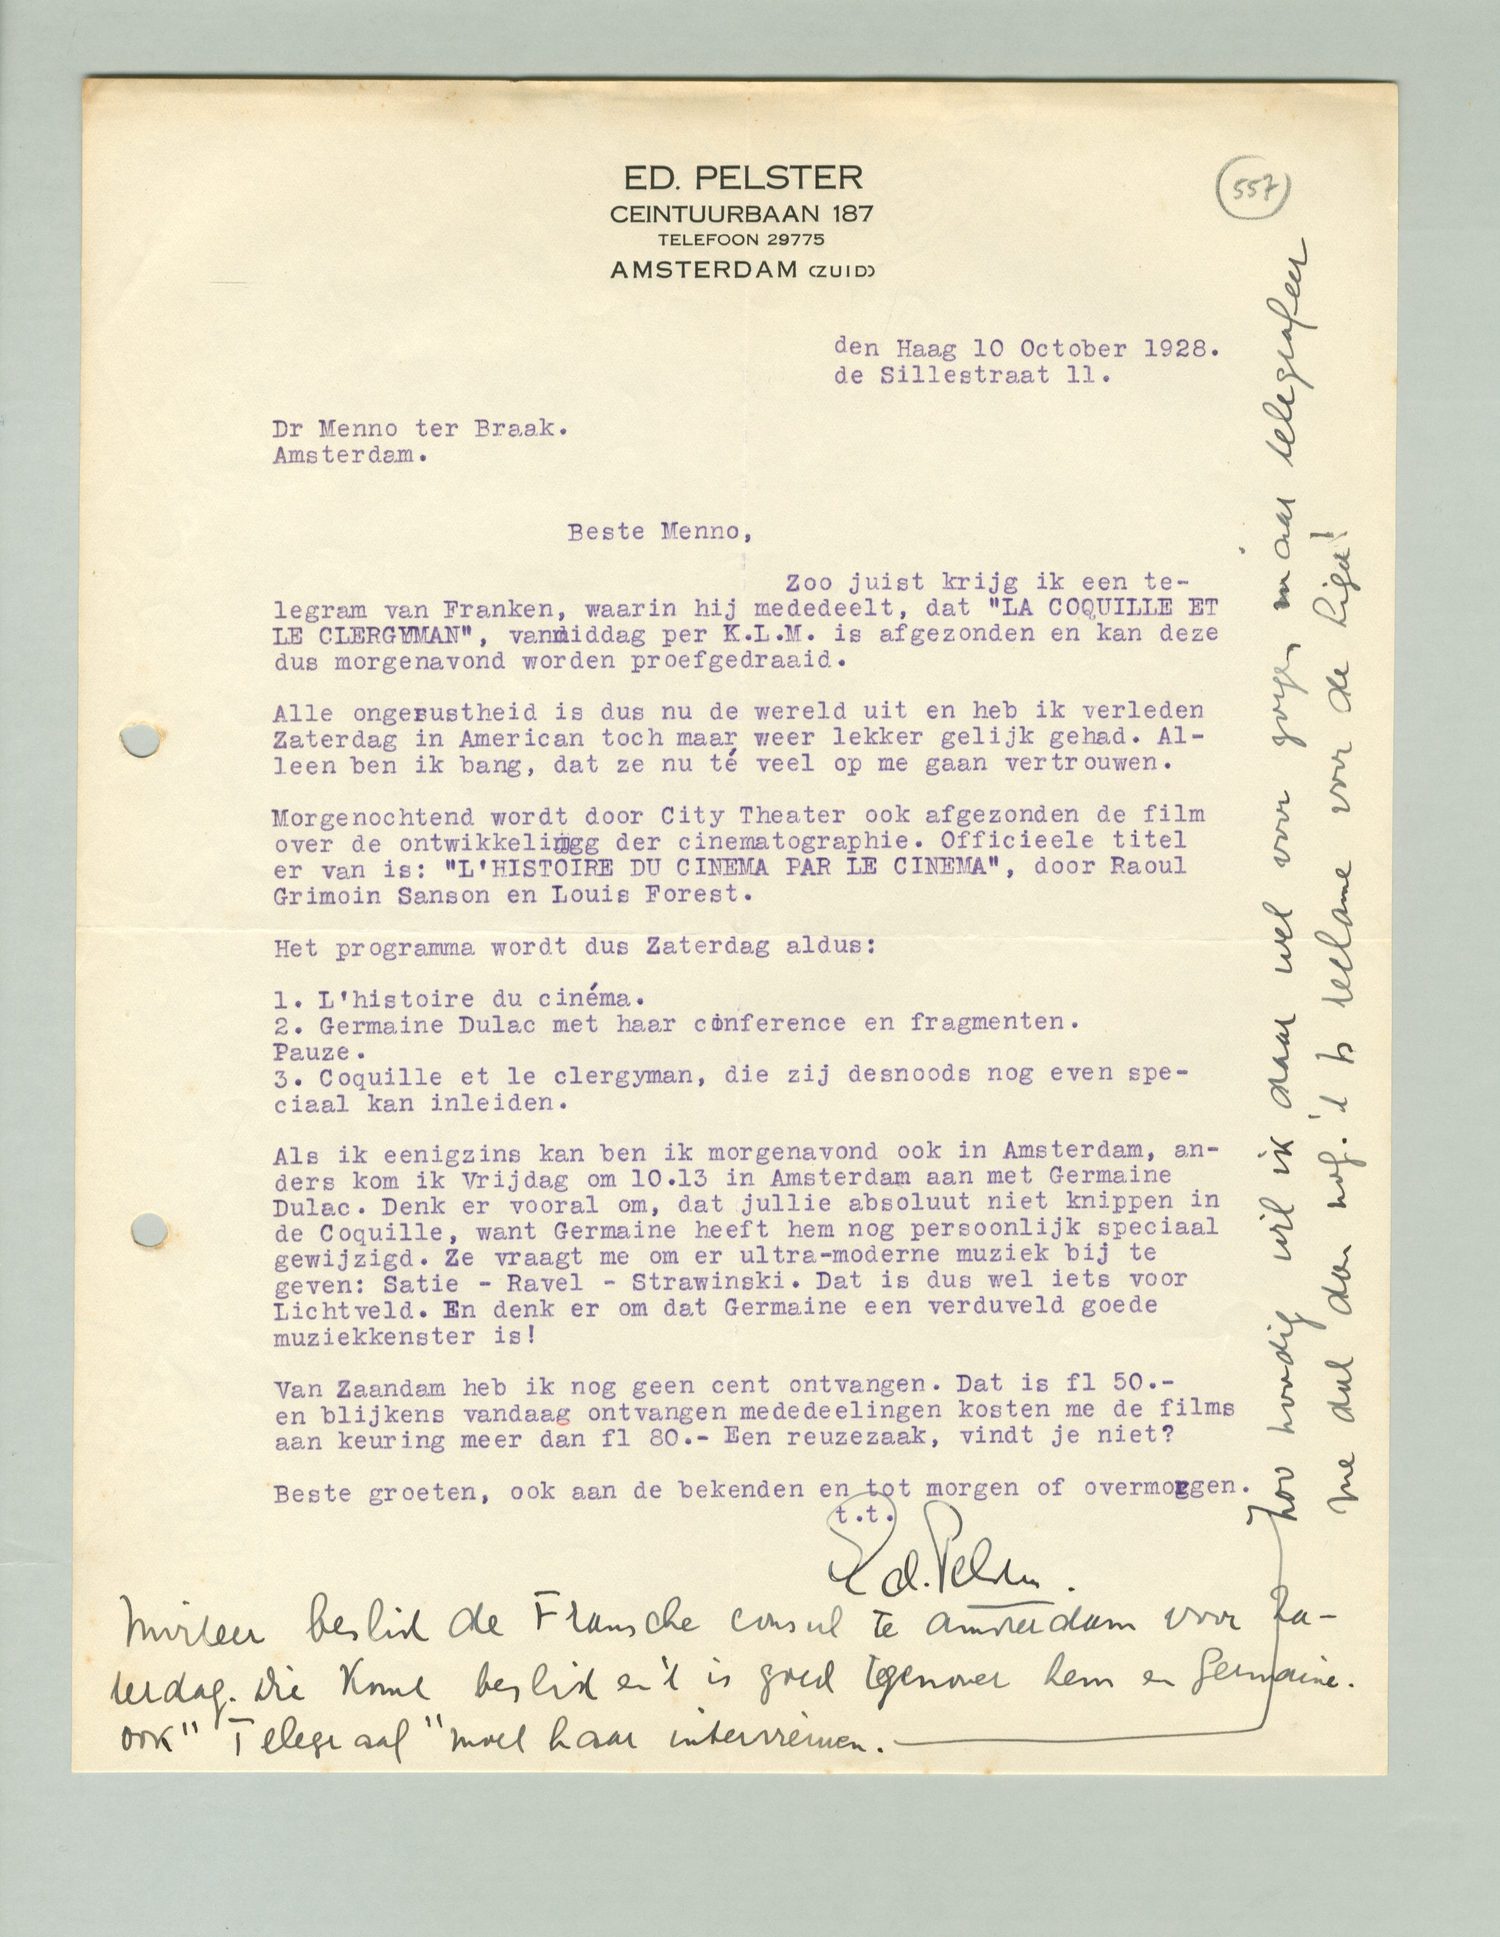 ED. PELSTER
CEINTUURBAAN 187
TELEFOON 29775
AMSTERDAM (ZUID)
557
den Haag 10 October 1928.
de Sillestraat 11.
Dr Menno ter Braak.
Amsterdam.
Beste Menno,
Zoo juist krijg ik een te-
legram van Franken, waarin hij mededeelt, dat "LA COQUILLE ET
LE CLERGYMAN", vanmiddag per K.L.M. is afgezonden en kan deze
dus morgenavond worden proefgedraaid.
Alle ongerustheid is dus nu de wereld uit en heb ik verleden
Zaterdag in American toch maar weer lekker gelijk gehad. Al-
leen ben ik bang, dat ze nu té veel op me gaan vertrouwen.
Morgenochtend wordt door City Theater ook afgezonden de film
over de ontwikkelingg der cinematographie. Officieele titel
er van is: "L'HISTOIRE DU CINEMA PAR LE CINEMA", door Raoul
Grimoin Sanson en Louis Forest.
Het programma wordt dus Zaterdag aldus:
1. L'histoire du cinéma.
2. Germaine Dulac met haar conference en fragmenten.
Pauze.
3. Coquille et le clergyman, die zij desnoods nog even spe-
ciaal kan inleiden.
Als ik eenigzins kan ben ik morgenavond ook in Amsterdam, an-
ders kom ik Vrijdag om 10.13 in Amsterdam aan met Germaine
Dulac. Denk er vooral om, dat jullie absoluut niet knippen in
de Coquille, want Germaine heeft hem nog persoonlijk speciaal
gewijzigd. Ze vraagt me om er ultra-moderne muziek bij te
geven: Satie - Ravel - Strawinski. Dat is dus wel iets voor
Lichtveld. En denk er om dat Germaine een verduveld goede
muziekkenster is!
Van Zaandam heb ik nog geen cent ontvangen. Dat is fl 50.-
en blijkens vandaag ontvangen mededeelingen kosten me de films
aan keuring meer dan fl 80.- Een reuzezaak, vindt je niet?
Beste groeten, ook aan de bekenden en tot morgen of overmorgen.
t.t.
Ed. Pelster.
Inviteer beslist de Fransche consul te Amsterdam voor Za-
terdag. Die komt beslist en 't is goed tegenover hem en Germaine.
Ook "Telegraaf" moet haar interviewen.
Zoo noodig wil ik daar wel voor zorgen, maar telegrafeer
me dat dan nog. 't Is reclame voor de Liga!